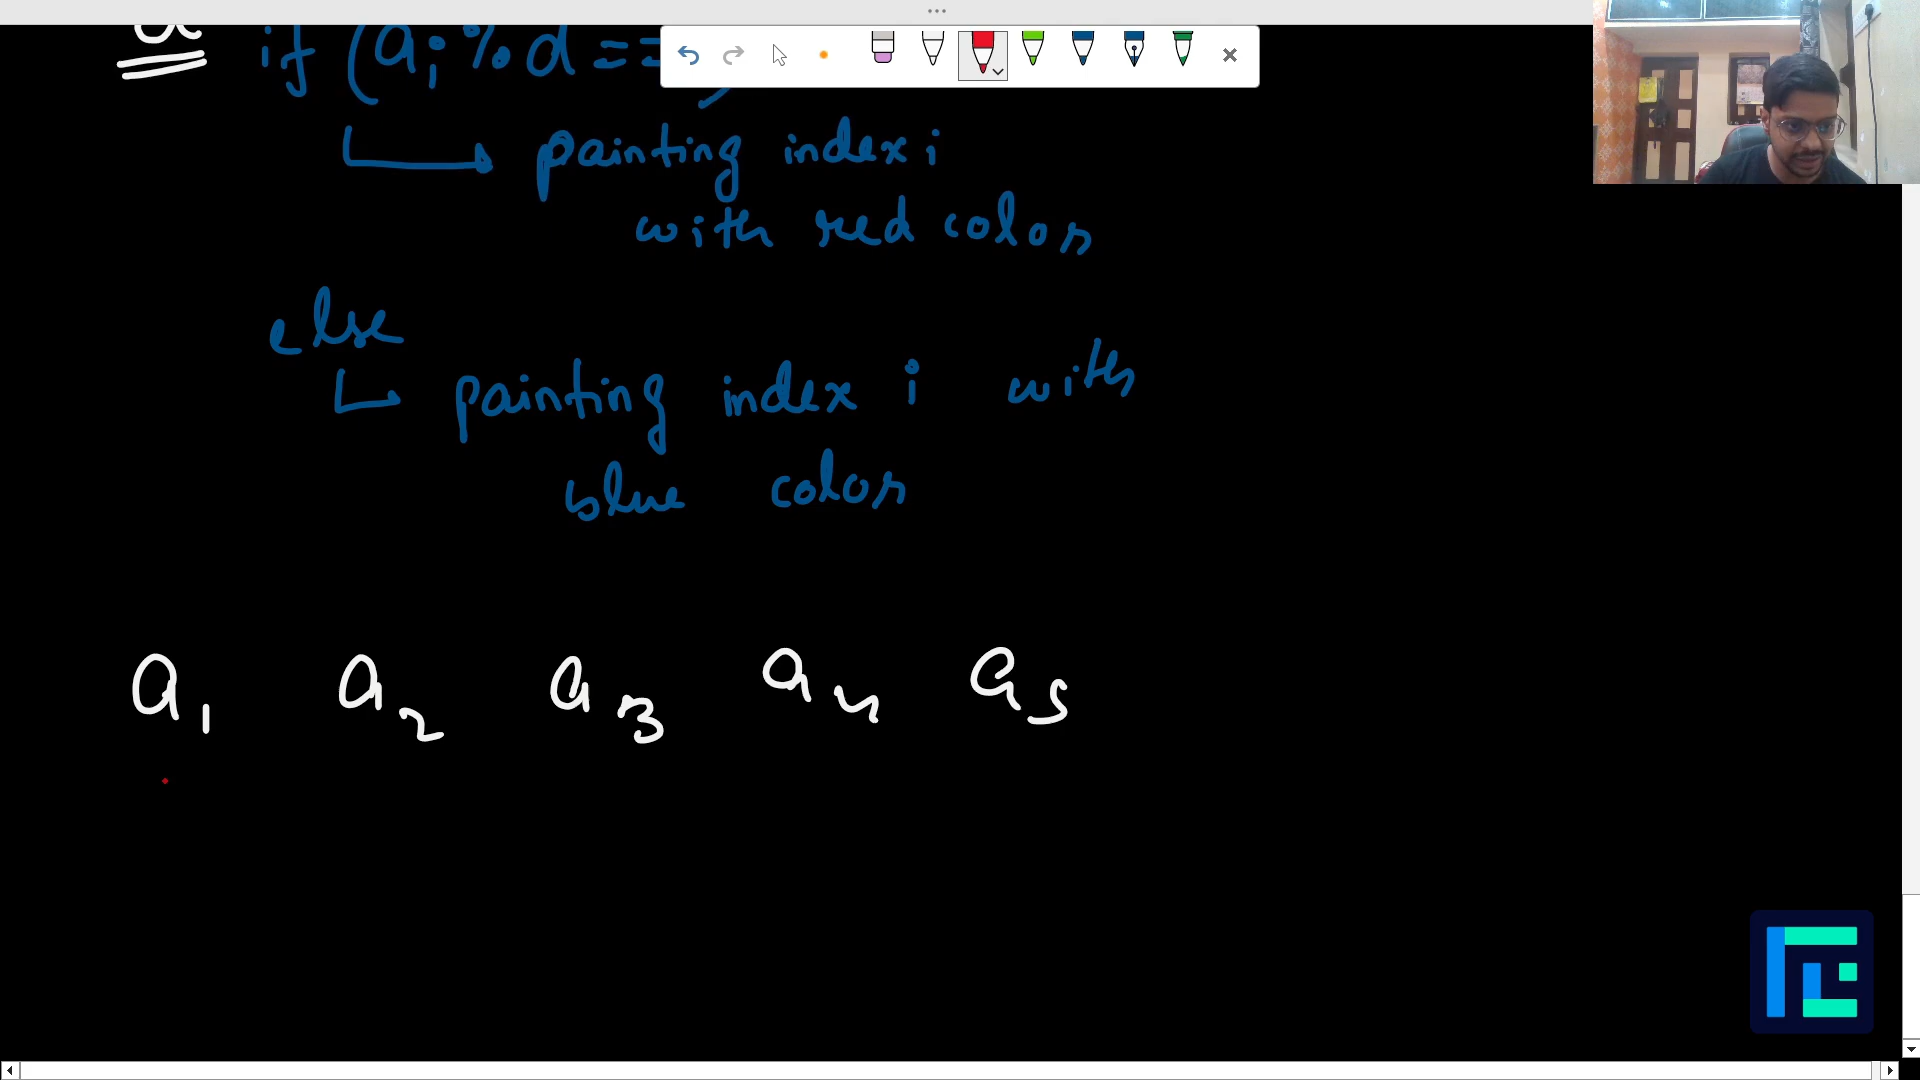 if (ai % d ==
painting index i
with red color
else
painting index i with
blue color
a1 a2 a3 a4 a5